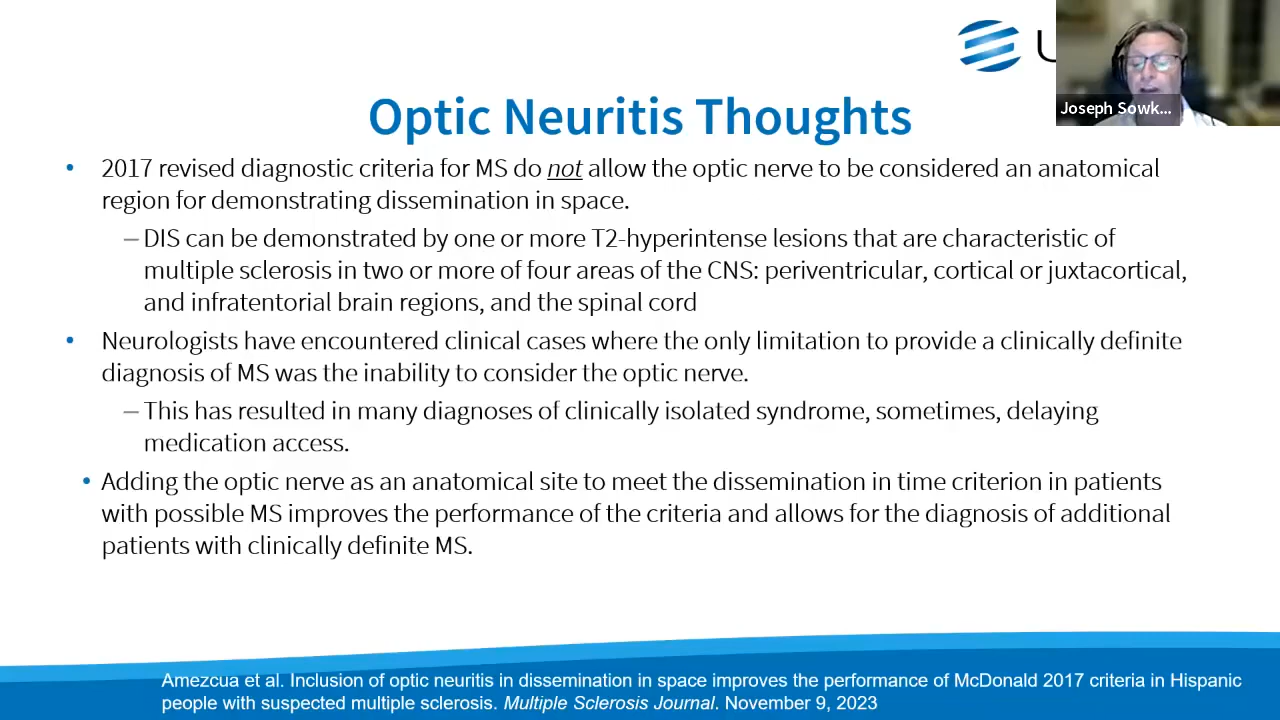 U
Joseph Sowk...
Optic Neuritis Thoughts
• 2017 revised diagnostic criteria for MS do not allow the optic nerve to be considered an anatomical
region for demonstrating dissemination in space.
– DIS can be demonstrated by one or more T2-hyperintense lesions that are characteristic of
multiple sclerosis in two or more of four areas of the CNS: periventricular, cortical or juxtacortical,
and infratentorial brain regions, and the spinal cord
• Neurologists have encountered clinical cases where the only limitation to provide a clinically definite
diagnosis of MS was the inability to consider the optic nerve.
– This has resulted in many diagnoses of clinically isolated syndrome, sometimes, delaying
medication access.
• Adding the optic nerve as an anatomical site to meet the dissemination in time criterion in patients
with possible MS improves the performance of the criteria and allows for the diagnosis of additional
patients with clinically definite MS.
Amezcua et al. Inclusion of optic neuritis in dissemination in space improves the performance of McDonald 2017 criteria in Hispanic
people with suspected multiple sclerosis. Multiple Sclerosis Journal. November 9, 2023